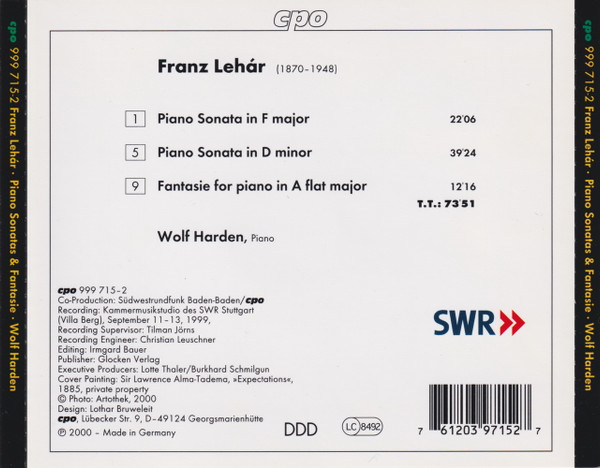 cpo
Franz Lehár (1870–1948)
1 Piano Sonata in F major 22'06
5 Piano Sonata in D minor 39'24
9 Fantasie for piano in A flat major 12'16
T.T.: 73'51
Wolf Harden, Piano
cpo 999 715–2
Co-Production: Südwestrundfunk Baden-Baden/cpo
Recording: Kammermusikstudio des SWR Stuttgart
(Villa Berg), September 11–13, 1999,
Recording Supervisor: Tilman Jörns
Recording Engineer: Christian Leuschner
Editing: Irmgard Bauer
Publisher: Glocken Verlag
Executive Producers: Lotte Thaler/Burkhard Schmilgun
Cover Painting: Sir Lawrence Alma-Tadema, »Expectations«,
1885, private property
© Photo: Artothek, 2000
Design: Lothar Bruweleit
cpo, Lübecker Str. 9, D–49124 Georgsmarienhütte
℗ 2000 – Made in Germany
DDD
LC 8492
SWR
7 61203 97152 7
cpo 999 715-2 Franz Lehár · Piano Sonatas & Fantasie · Wolf Harden
cpo 999 715-2 Franz Lehár · Piano Sonatas & Fantasie · Wolf Harden